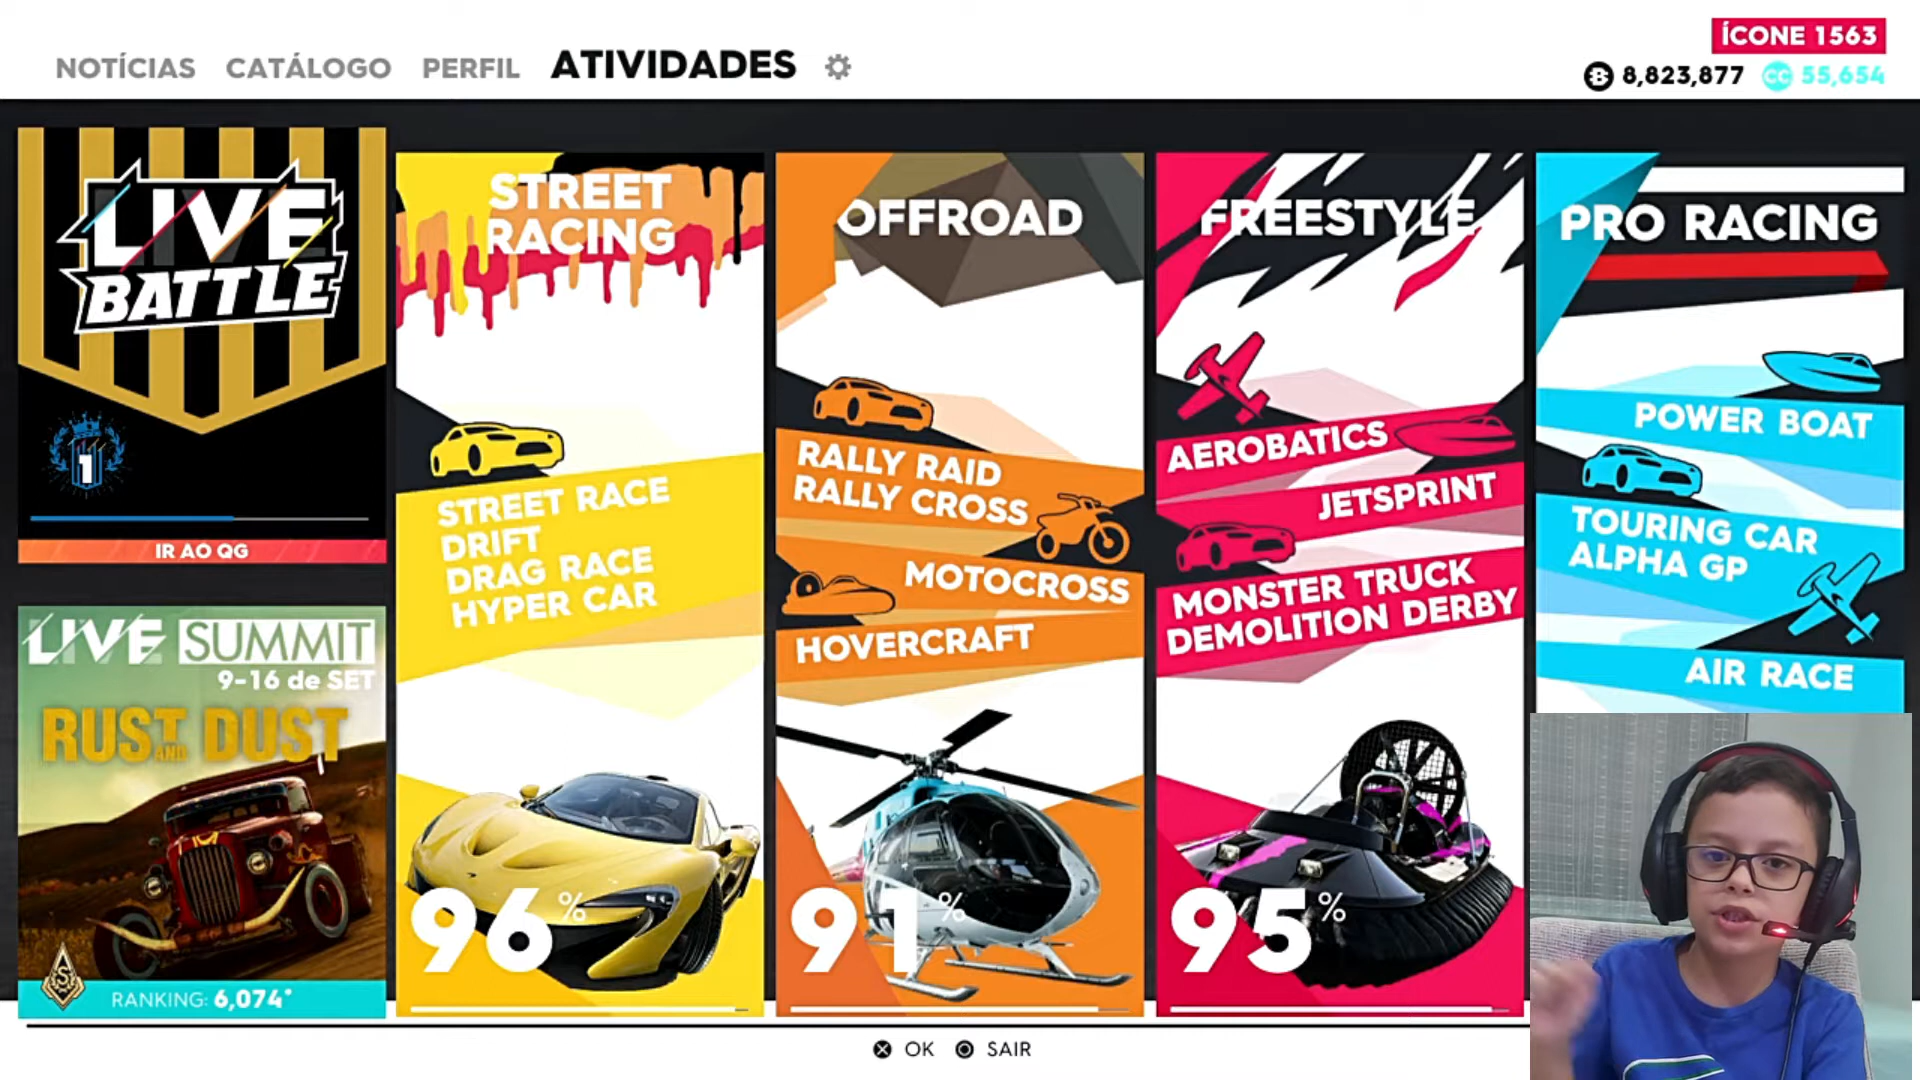 NOTÍCIAS CATÁLOGO PERFIL ATIVIDADES
ÍCONE 1563
8,823,877 CC 55,654
LIVE
BATTLE
1
IR AO QG
LIVE SUMMIT
9-16 de SET
RUST AND DUST
S
RANKING: 6,074*
STREET
RACING
STREET RACE
DRIFT
DRAG RACE
HYPER CAR
96%
OFFROAD
RALLY RAID
RALLY CROSS
MOTOCROSS
HOVERCRAFT
91%
FREESTYLE
AEROBATICS
JETSPRINT
MONSTER TRUCK
DEMOLITION DERBY
95%
PRO RACING
POWER BOAT
TOURING CAR
ALPHA GP
AIR RACE
OK SAIR